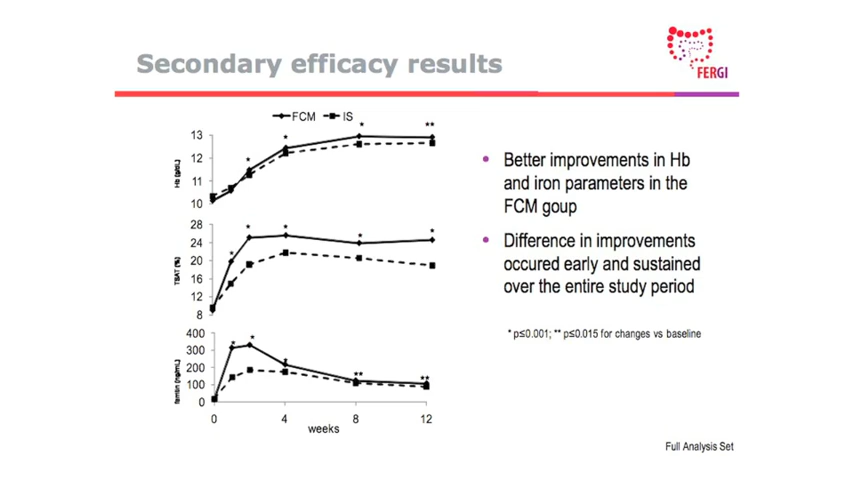 Secondary efficacy results
FERGI
FCM IS
13
12
11
10
Hb (g/dL)
* * * * **
28
24
20
16
12
8
TSAT (%)
* * * * * *
400
300
200
100
0
ferritin (ng/mL)
* * * ** **
0 4 8 12
weeks
• Better improvements in Hb
and iron parameters in the
FCM goup
• Difference in improvements
occured early and sustained
over the entire study period
* p≤0.001; ** p≤0.015 for changes vs baseline
Full Analysis Set